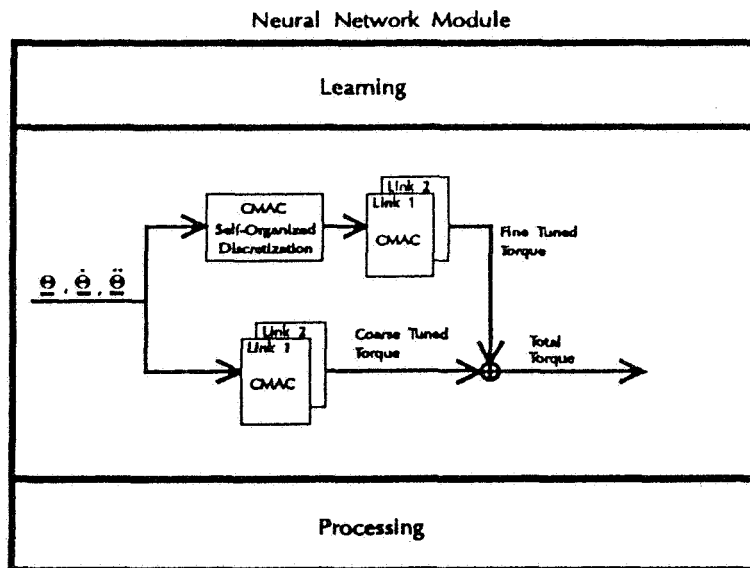 Neural Network Module
Learning
Link 2
Link 1
CMAC
CMAC
Self-Organized
Discretization
Fine Tuned
Torque
Θ, Θ̇, Θ̈
Link 2
Link 1
CMAC
Coarse Tuned
Torque
Total
Torque
Processing